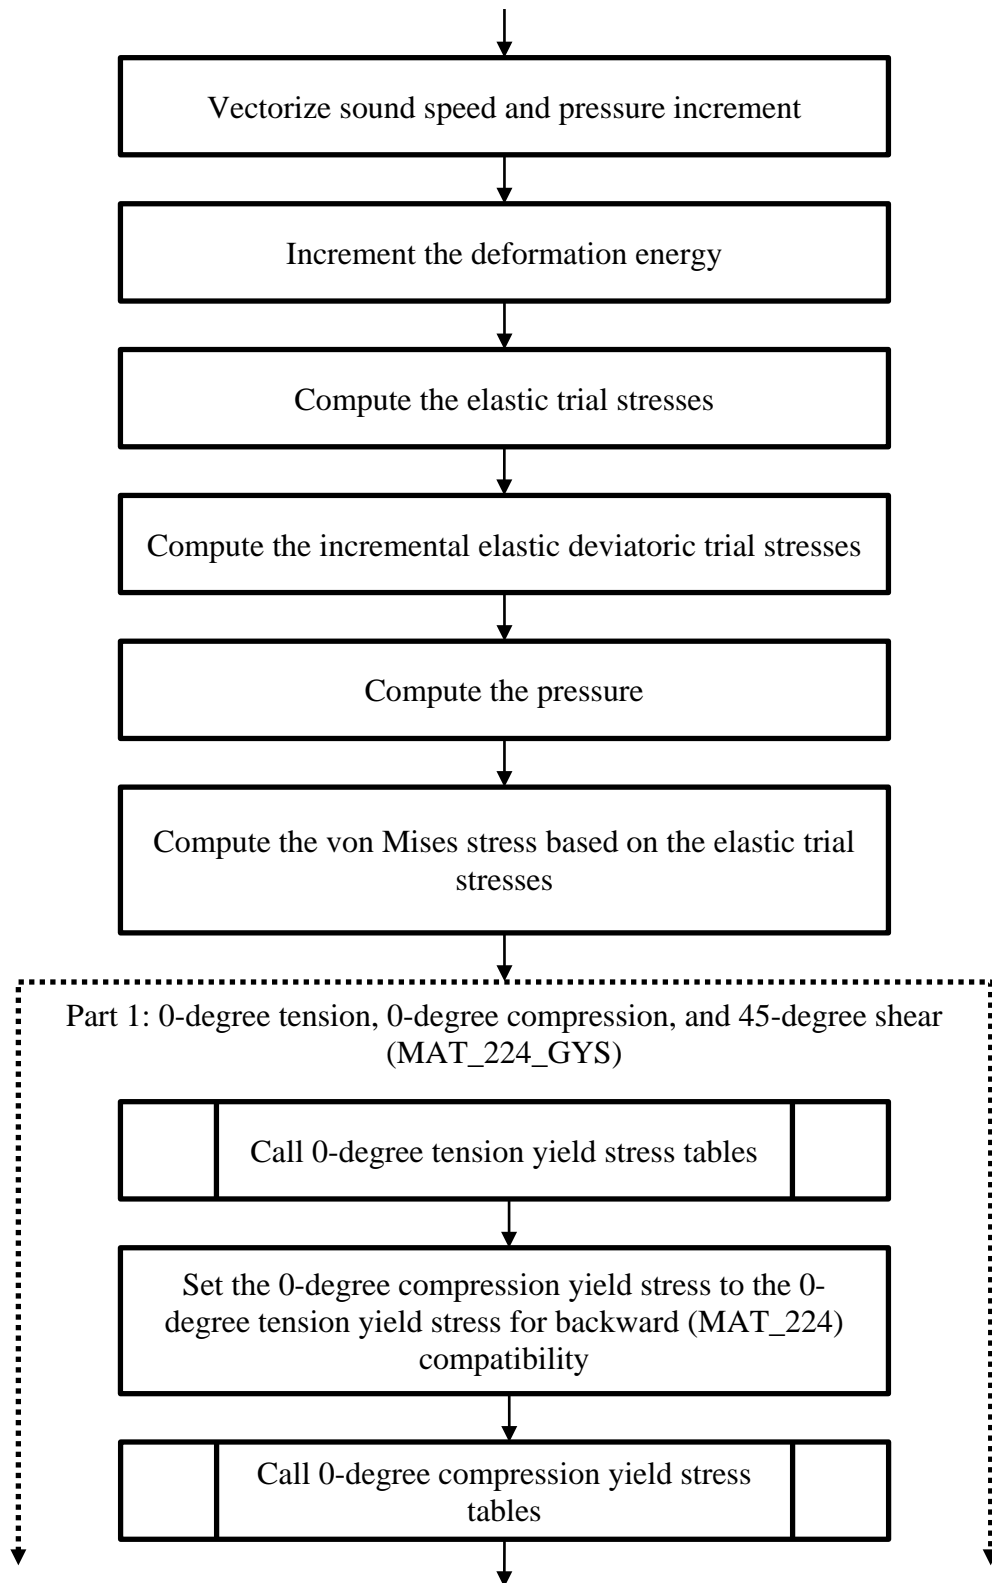 Vectorize sound speed and pressure increment
Increment the deformation energy
Compute the elastic trial stresses
Compute the incremental elastic deviatoric trial stresses
Compute the pressure
Compute the von Mises stress based on the elastic trial
stresses
Part 1: 0-degree tension, 0-degree compression, and 45-degree shear
(MAT_224_GYS)
Call 0-degree tension yield stress tables
Set the 0-degree compression yield stress to the 0-
degree tension yield stress for backward (MAT_224)
compatibility
Call 0-degree compression yield stress
tables